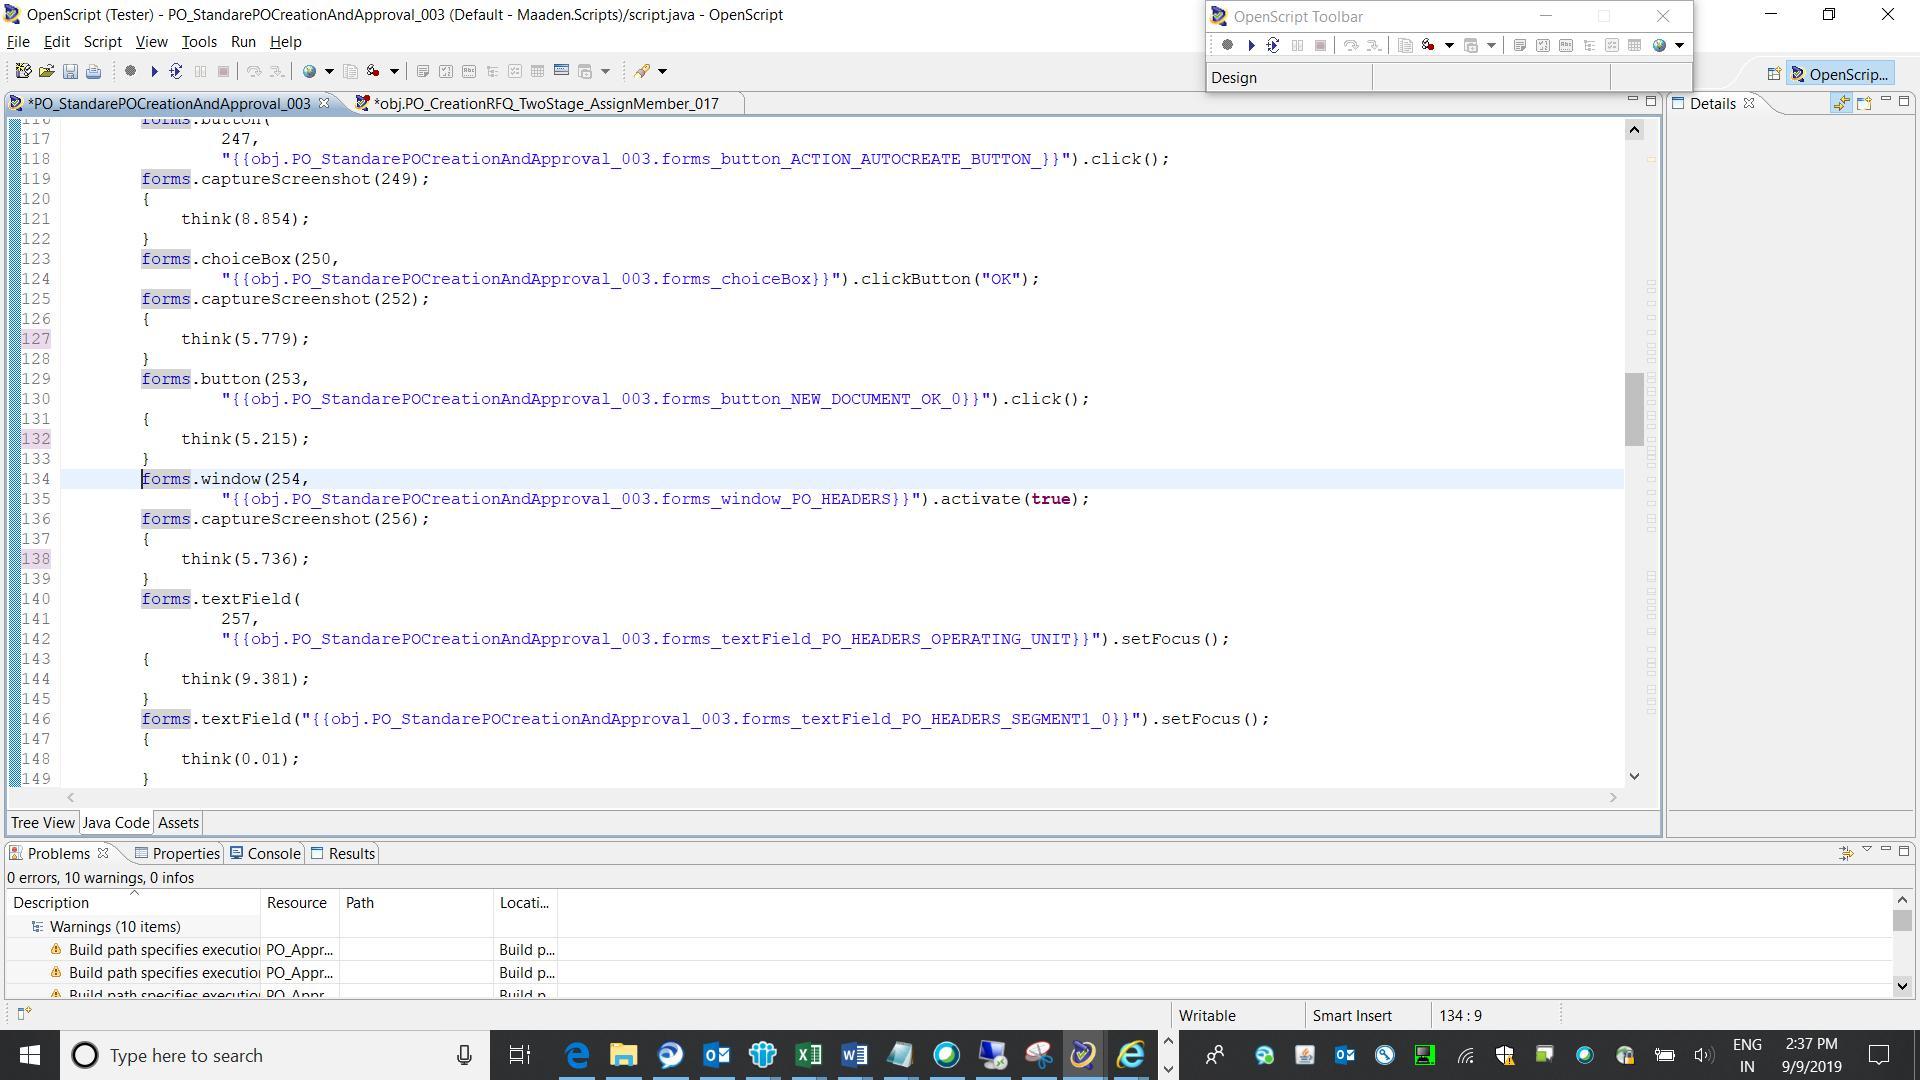 OpenScript (Tester) - PO_StandarePOCreationAndApproval_003 (Default - Maaden.Scripts)/script.java - OpenScript
OpenScript Toolbar
File Edit Script View Tools Run Help
Design
OpenScrip...
*PO_StandarePOCreationAndApproval_003
*obj.PO_CreationRFQ_TwoStage_AssignMember_017
Details
116 forms.button(
117 247,
118 "{{obj.PO_StandarePOCreationAndApproval_003.forms_button_ACTION_AUTOCREATE_BUTTON_}}").click();
119 forms.captureScreenshot(249);
120 {
121 think(8.854);
122 }
123 forms.choiceBox(250,
124 "{{obj.PO_StandarePOCreationAndApproval_003.forms_choiceBox}}").clickButton("OK");
125 forms.captureScreenshot(252);
126 {
127 think(5.779);
128 }
129 forms.button(253,
130 "{{obj.PO_StandarePOCreationAndApproval_003.forms_button_NEW_DOCUMENT_OK_0}}").click();
131 {
132 think(5.215);
133 }
134 forms.window(254,
135 "{{obj.PO_StandarePOCreationAndApproval_003.forms_window_PO_HEADERS}}").activate(true);
136 forms.captureScreenshot(256);
137 {
138 think(5.736);
139 }
140 forms.textField(
141 257,
142 "{{obj.PO_StandarePOCreationAndApproval_003.forms_textField_PO_HEADERS_OPERATING_UNIT}}").setFocus();
143 {
144 think(9.381);
145 }
146 forms.textField("{{obj.PO_StandarePOCreationAndApproval_003.forms_textField_PO_HEADERS_SEGMENT1_0}}").setFocus();
147 {
148 think(0.01);
149 }
Tree View Java Code Assets
Problems Properties Console Results
0 errors, 10 warnings, 0 infos
Description Resource Path Locati...
Warnings (10 items)
Build path specifies execution PO_Appr... Build p...
Build path specifies execution PO_Appr... Build p...
Build path specifies execution PO_Appr... Build p...
Writable Smart Insert 134 : 9
Type here to search
ENG
IN
2:37 PM
9/9/2019